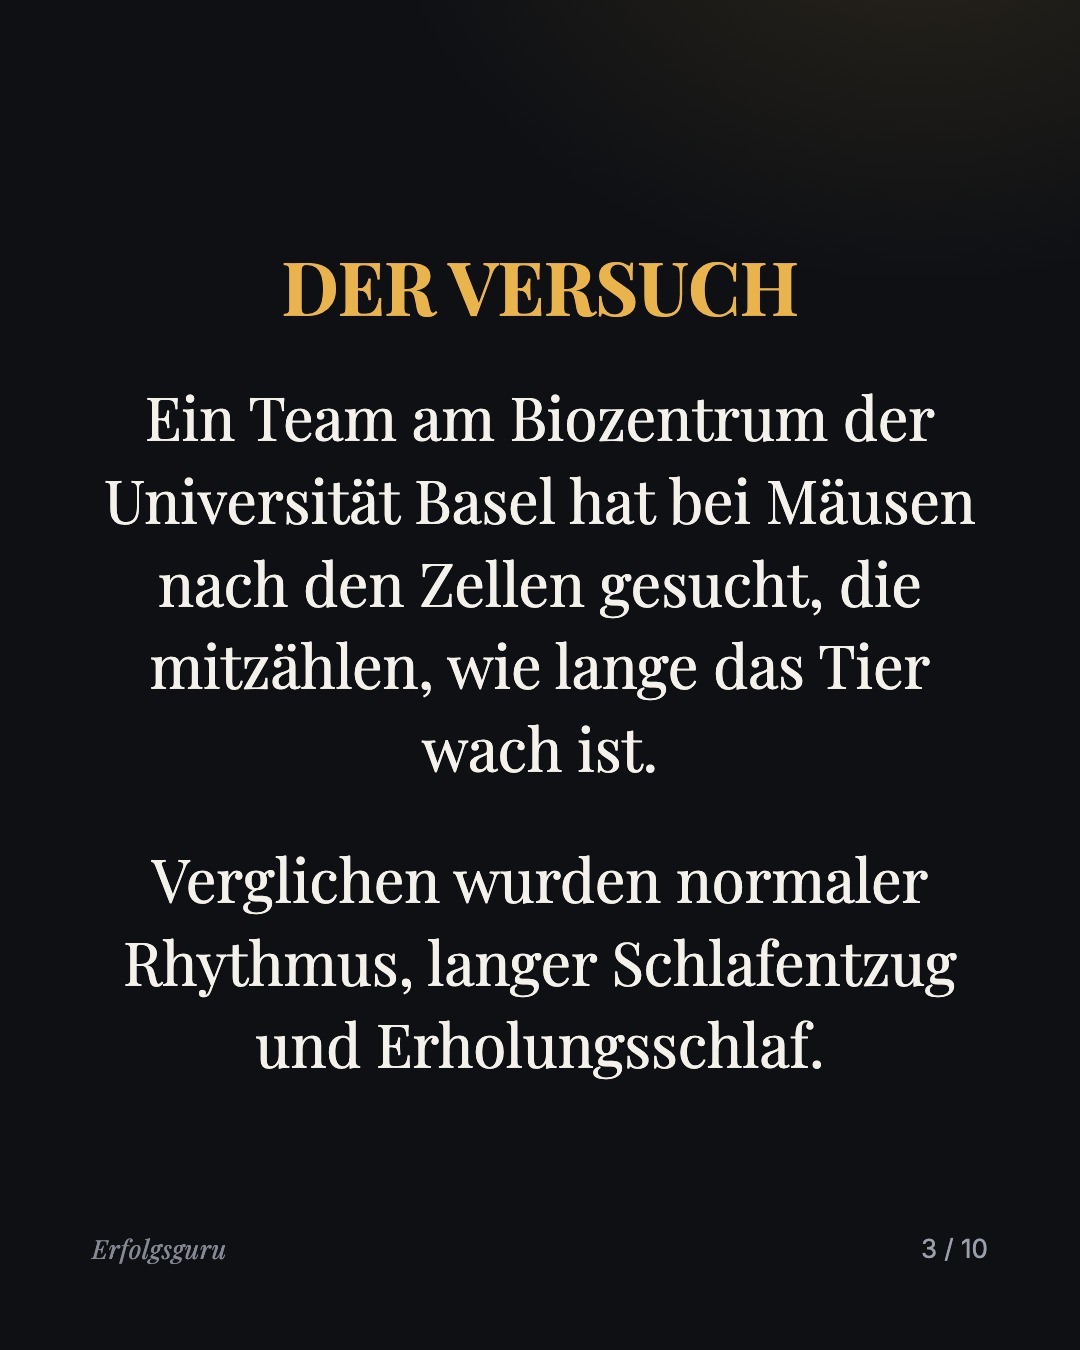 DER VERSUCH
Ein Team am Biozentrum der
Universität Basel hat bei Mäusen
nach den Zellen gesucht, die
mitzählen, wie lange das Tier
wach ist.
Verglichen wurden normaler
Rhythmus, langer Schlafentzug
und Erholungsschlaf.
Erfolgsguru
3 / 10